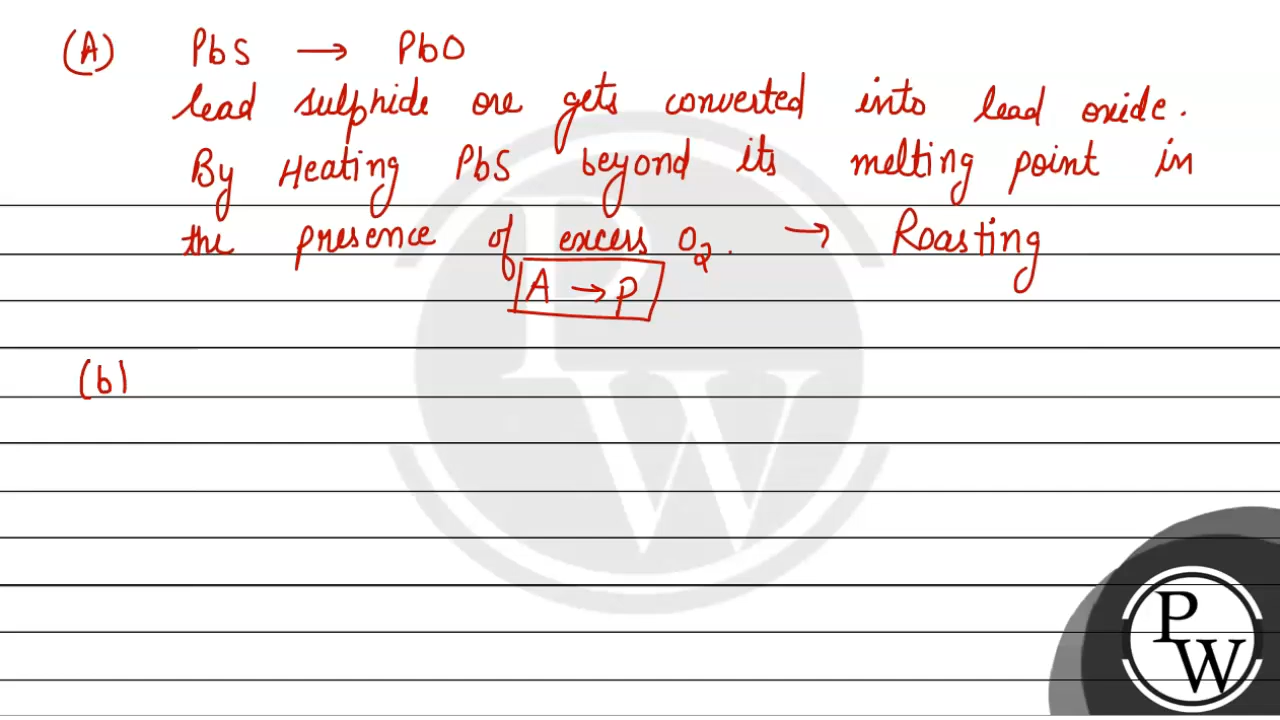 (A) PbS → PbO
lead sulphide ore gets converted into lead oxide.
By Heating PbS beyond its melting point in
the presence of excess O₂. → Roasting
A → P
(b)
PW
PW